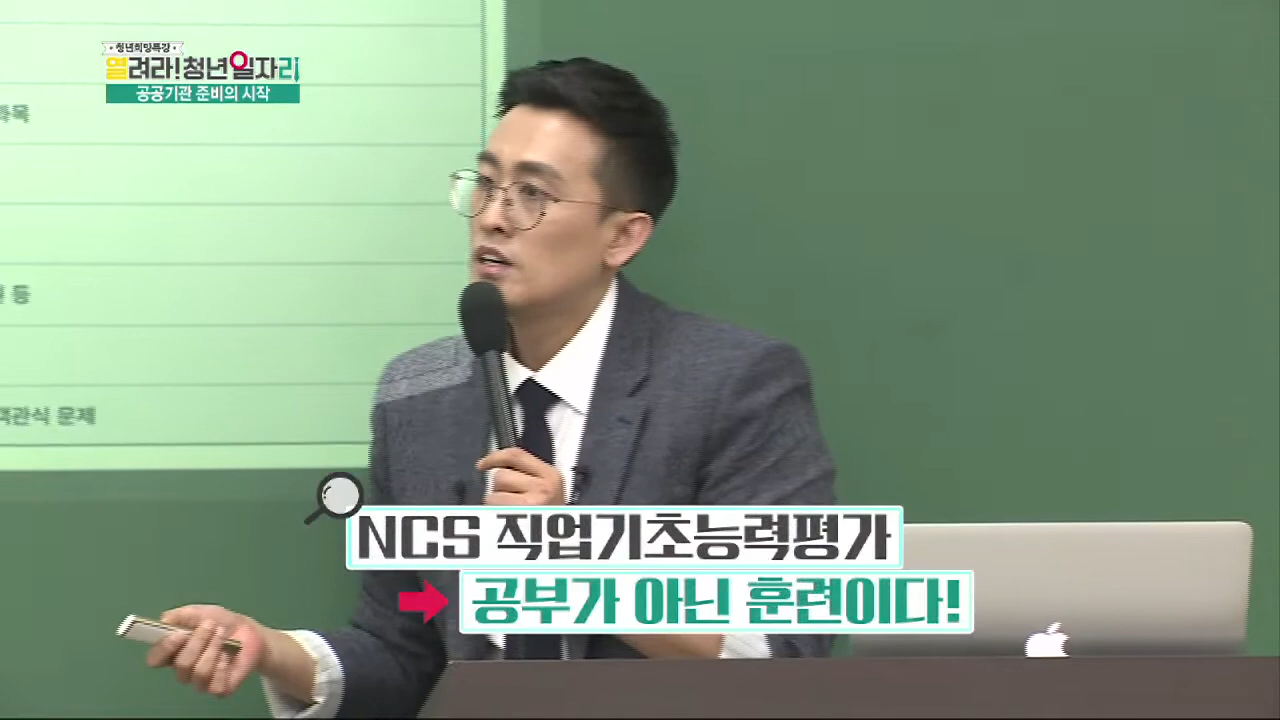 청년희망특강
열려라! 청년일자리
공공기관 준비의 시작
등
객관식 문제
NCS 직업기초능력평가
공부가 아닌 훈련이다!